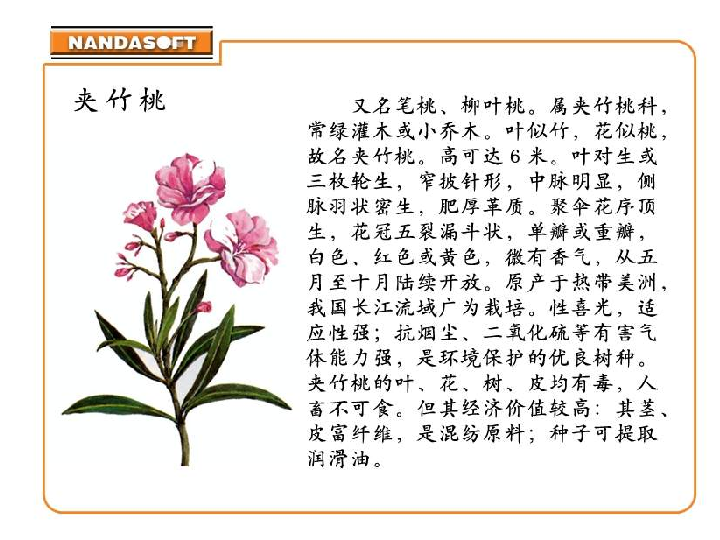 NANDASOFT
夹竹桃
又名笔桃、柳叶桃。属夹竹桃科，
常绿灌木或小乔木。叶似竹，花似桃，
故名夹竹桃。高可达6米。叶对生或
三枚轮生，窄披针形，中脉明显，侧
脉羽状密生，肥厚革质。聚伞花序顶
生，花冠五裂漏斗状，单瓣或重瓣，
白色、红色或黄色，微有香气，从五
月至十月陆续开放。原产于热带美洲，
我国长江流域广为栽培。性喜光，适
应性强；抗烟尘、二氧化硫等有害气
体能力强，是环境保护的优良树种。
夹竹桃的叶、花、树、皮均有毒，人
畜不可食。但其经济价值较高：其茎、
皮富纤维，是混纺原料；种子可提取
润滑油。